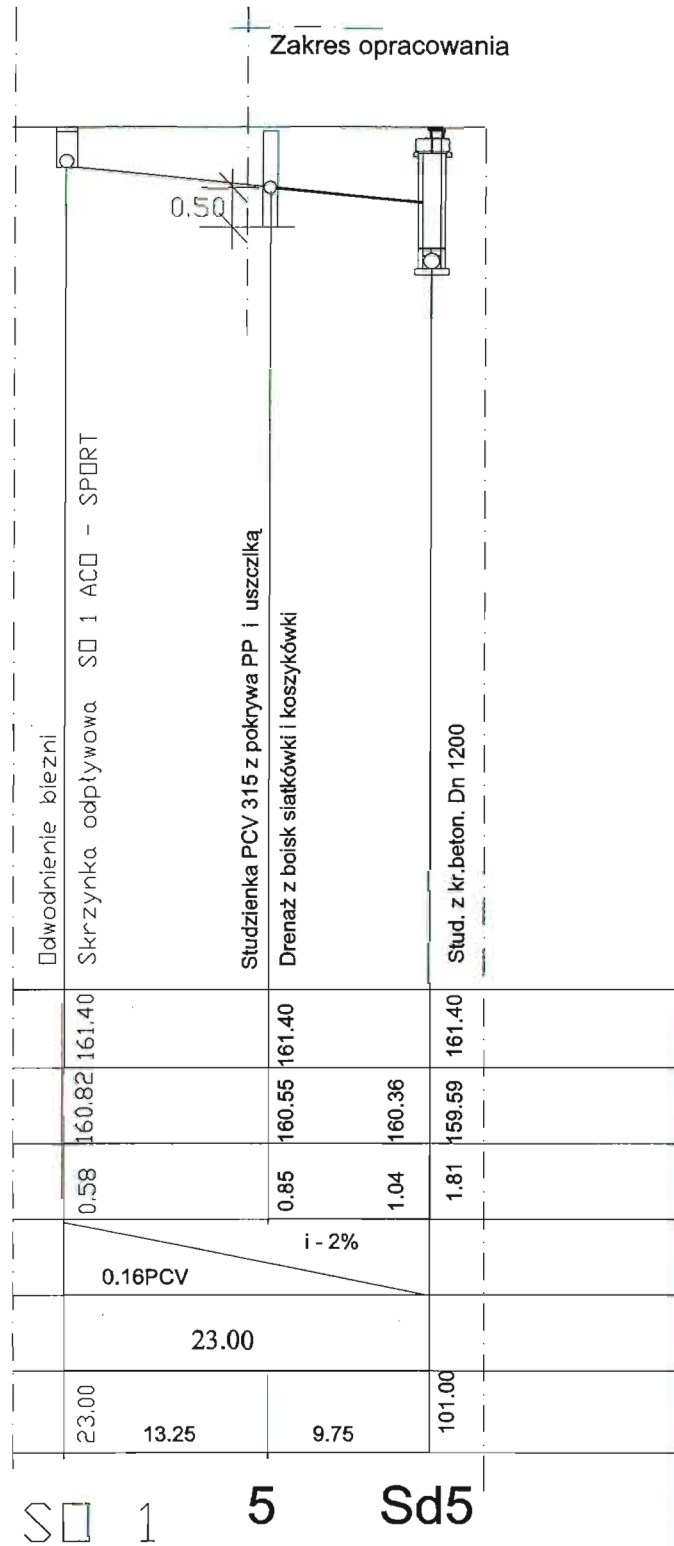 Zakres opracowania
0.50
Odwodnienie bieżni
Skrzynka odpływowa SO 1 ACO - SPORT
Studzienka PCV 315 z pokrywa PP i uszczlką
Drenaż z boisk siatkówki i koszykówki
Stud. z kr.beton. Dn 1200
161.40 161.40 161.40
160.82 160.55 160.36 159.59
0.58 0.85 1.04 1.81
i - 2%
0.16PCV
23.00
23.00 13.25 9.75 101.00
SO 1 5 Sd5